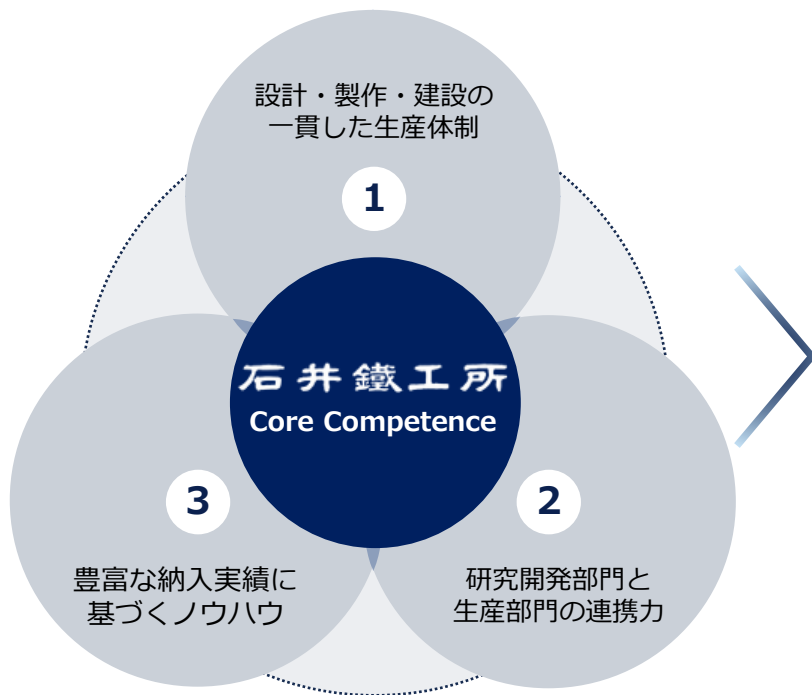 設計・製作・建設の
一貫した生産体制
1
石井鐵工所
Core Competence
3
2
豊富な納入実績に
基づくノウハウ
研究開発部門と
生産部門の連携力